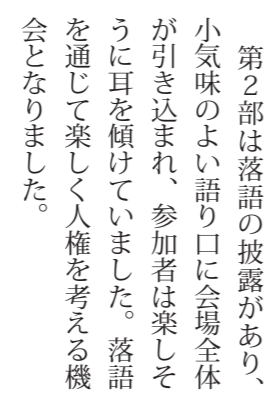 第２部は落語の披露があり、
小気味のよい語り口に会場全体
が引き込まれ、参加者は楽しそ
うに耳を傾けていました。落語
を通じて楽しく人権を考える機
会となりました。